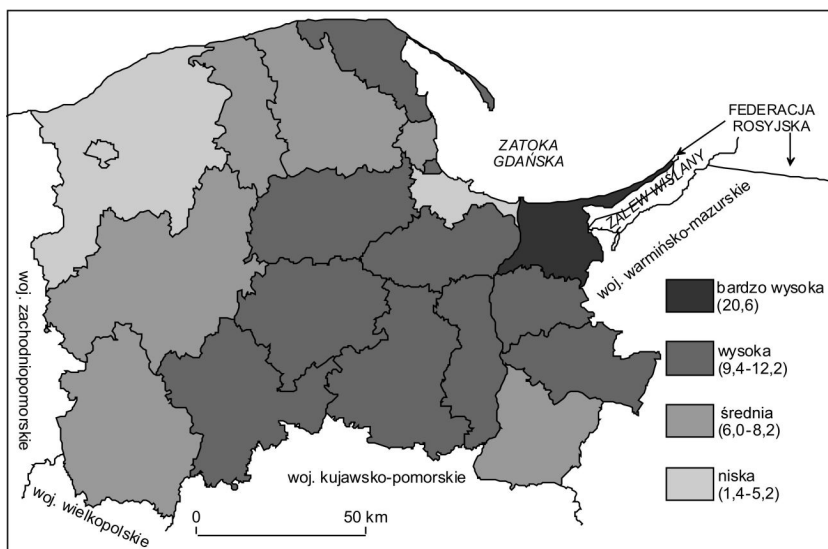 ZATOKA
GDAŃSKA
FEDERACJA
ROSYJSKA
ZALEW WIŚLANY
woj. warmińsko-mazurskie
woj. zachodniopomorskie
woj. wielkopolskie
woj. kujawsko-pomorskie
0 50 km
bardzo wysoka
(20,6)
wysoka
(9,4-12,2)
średnia
(6,0-8,2)
niska
(1,4-5,2)